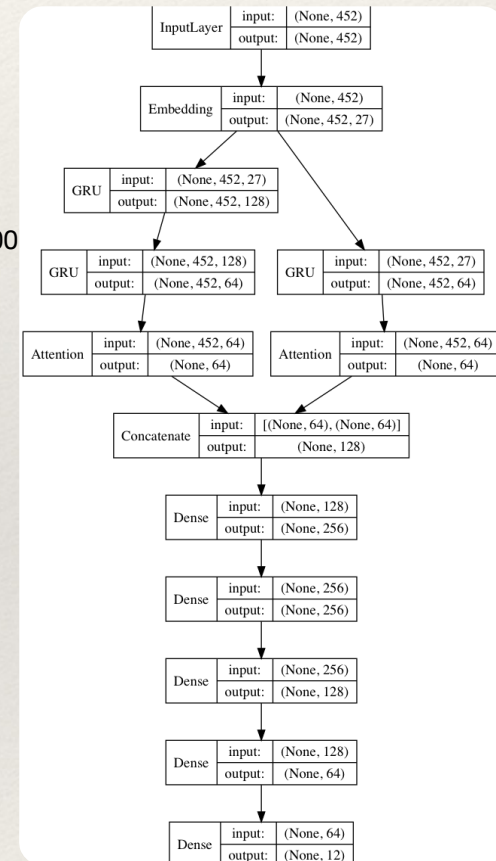 InputLayer
input: (None, 452)
output: (None, 452)
Embedding
input: (None, 452)
output: (None, 452, 27)
GRU
input: (None, 452, 27)
output: (None, 452, 128)
00
GRU
input: (None, 452, 128)
output: (None, 452, 64)
GRU
input: (None, 452, 27)
output: (None, 452, 64)
Attention
input: (None, 452, 64)
output: (None, 64)
Attention
input: (None, 452, 64)
output: (None, 64)
Concatenate
input: [(None, 64), (None, 64)]
output: (None, 128)
Dense
input: (None, 128)
output: (None, 256)
Dense
input: (None, 256)
output: (None, 256)
Dense
input: (None, 256)
output: (None, 128)
Dense
input: (None, 128)
output: (None, 64)
Dense
input: (None, 64)
output: (None, 12)